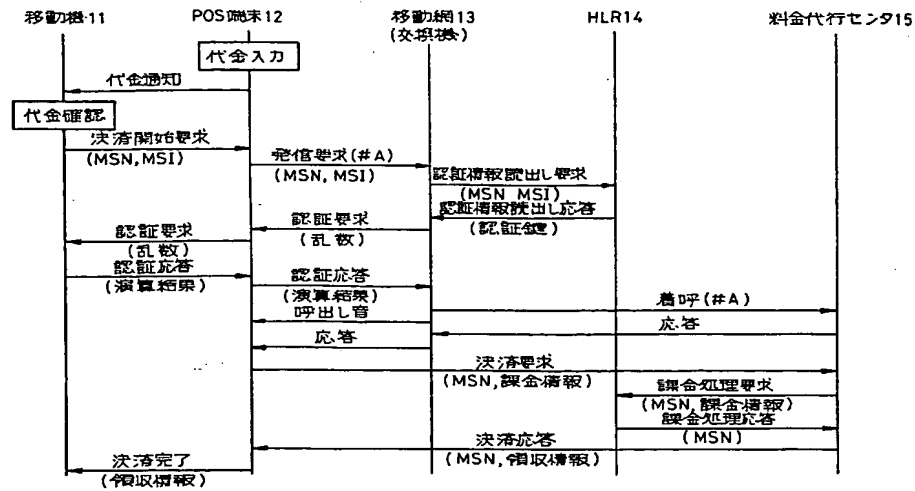 移動機11
POS端末12
移動網13
(交換機)
HLR14
料金代行センタ15
代金入力
代金通知
代金確認
決済開始要求
(MSN,MSI)
発信要求(#A)
(MSN, MSI)
認証情報読出し要求
(MSN MSI)
認証情報読出し応答
(認証鍵)
認証要求
(乱数)
認証要求
(乱数)
認証応答
(演算結果)
認証応答
(演算結果)
着呼(#A)
呼出し音
応答
応答
決済要求
(MSN,課金情報)
課金処理要求
(MSN,課金情報)
課金処理応答
(MSN)
決済応答
(MSN,領収情報)
決済完了
(領収情報)